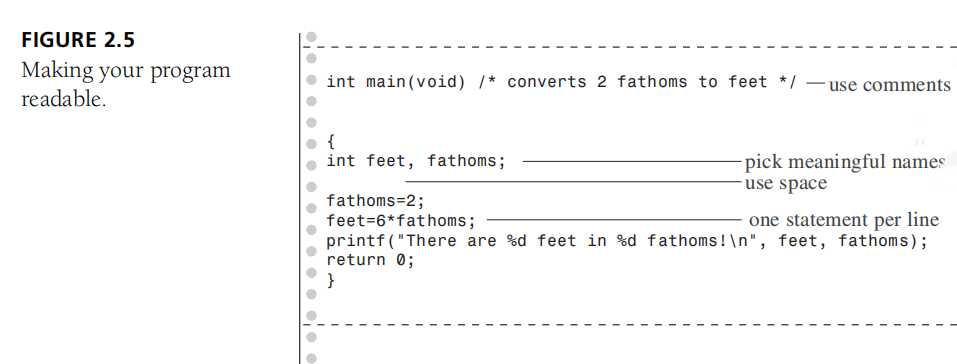 FIGURE 2.5
Making your program
readable.
int main(void) /* converts 2 fathoms to feet */ use comments
{
int feet, fathoms; pick meaningful names
use space
fathoms=2;
feet=6*fathoms; one statement per line
printf("There are %d feet in %d fathoms!\n", feet, fathoms);
return 0;
}